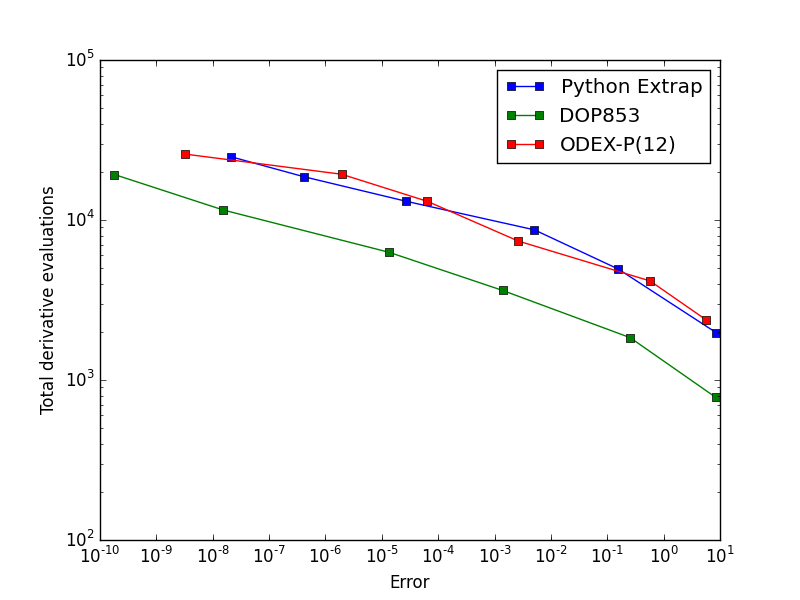 10^5
10^4
10^3
10^2
Total derivative evaluations
Python Extrap
DOP853
ODEX-P(12)
10^-10 10^-9 10^-8 10^-7 10^-6 10^-5 10^-4 10^-3 10^-2 10^-1 10^0 10^1
Error